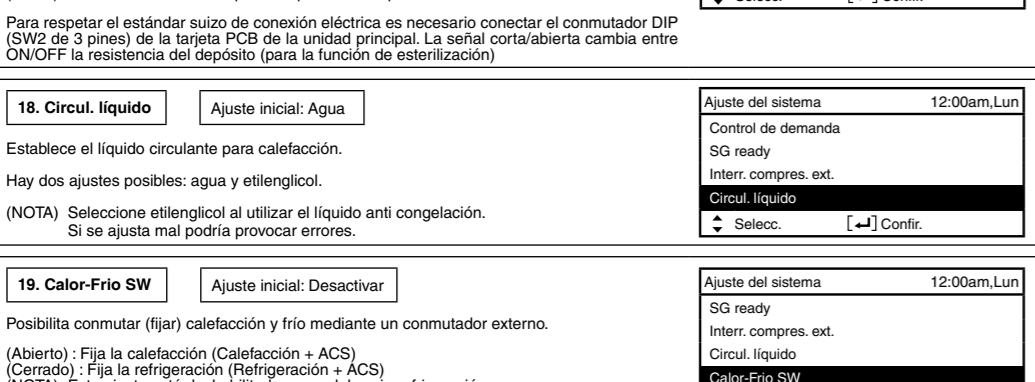 Para respetar el estándar suizo de conexión eléctrica es necesario conectar el conmutador DIP
(SW2 de 3 pines) de la tarjeta PCB de la unidad principal. La señal corta/abierta cambia entre
ON/OFF la resistencia del depósito (para la función de esterilización)
18. Circul. líquido
Ajuste inicial: Agua
Establece el líquido circulante para calefacción.
Hay dos ajustes posibles: agua y etilenglicol.
(NOTA) Seleccione etilenglicol al utilizar el líquido anti congelación.
Si se ajusta mal podría provocar errores.
Ajuste del sistema 12:00am,Lun
Control de demanda
SG ready
Interr. compres. ext.
Circul. líquido
Selecc. [↵] Confir.
19. Calor-Frio SW
Ajuste inicial: Desactivar
Posibilita conmutar (fijar) calefacción y frío mediante un conmutador externo.
(Abierto) : Fija la calefacción (Calefacción + ACS)
(Cerrado) : Fija la refrigeración (Refrigeración + ACS)
Ajuste del sistema 12:00am,Lun
SG ready
Interr. compres. ext.
Circul. líquido
Calor-Frio SW